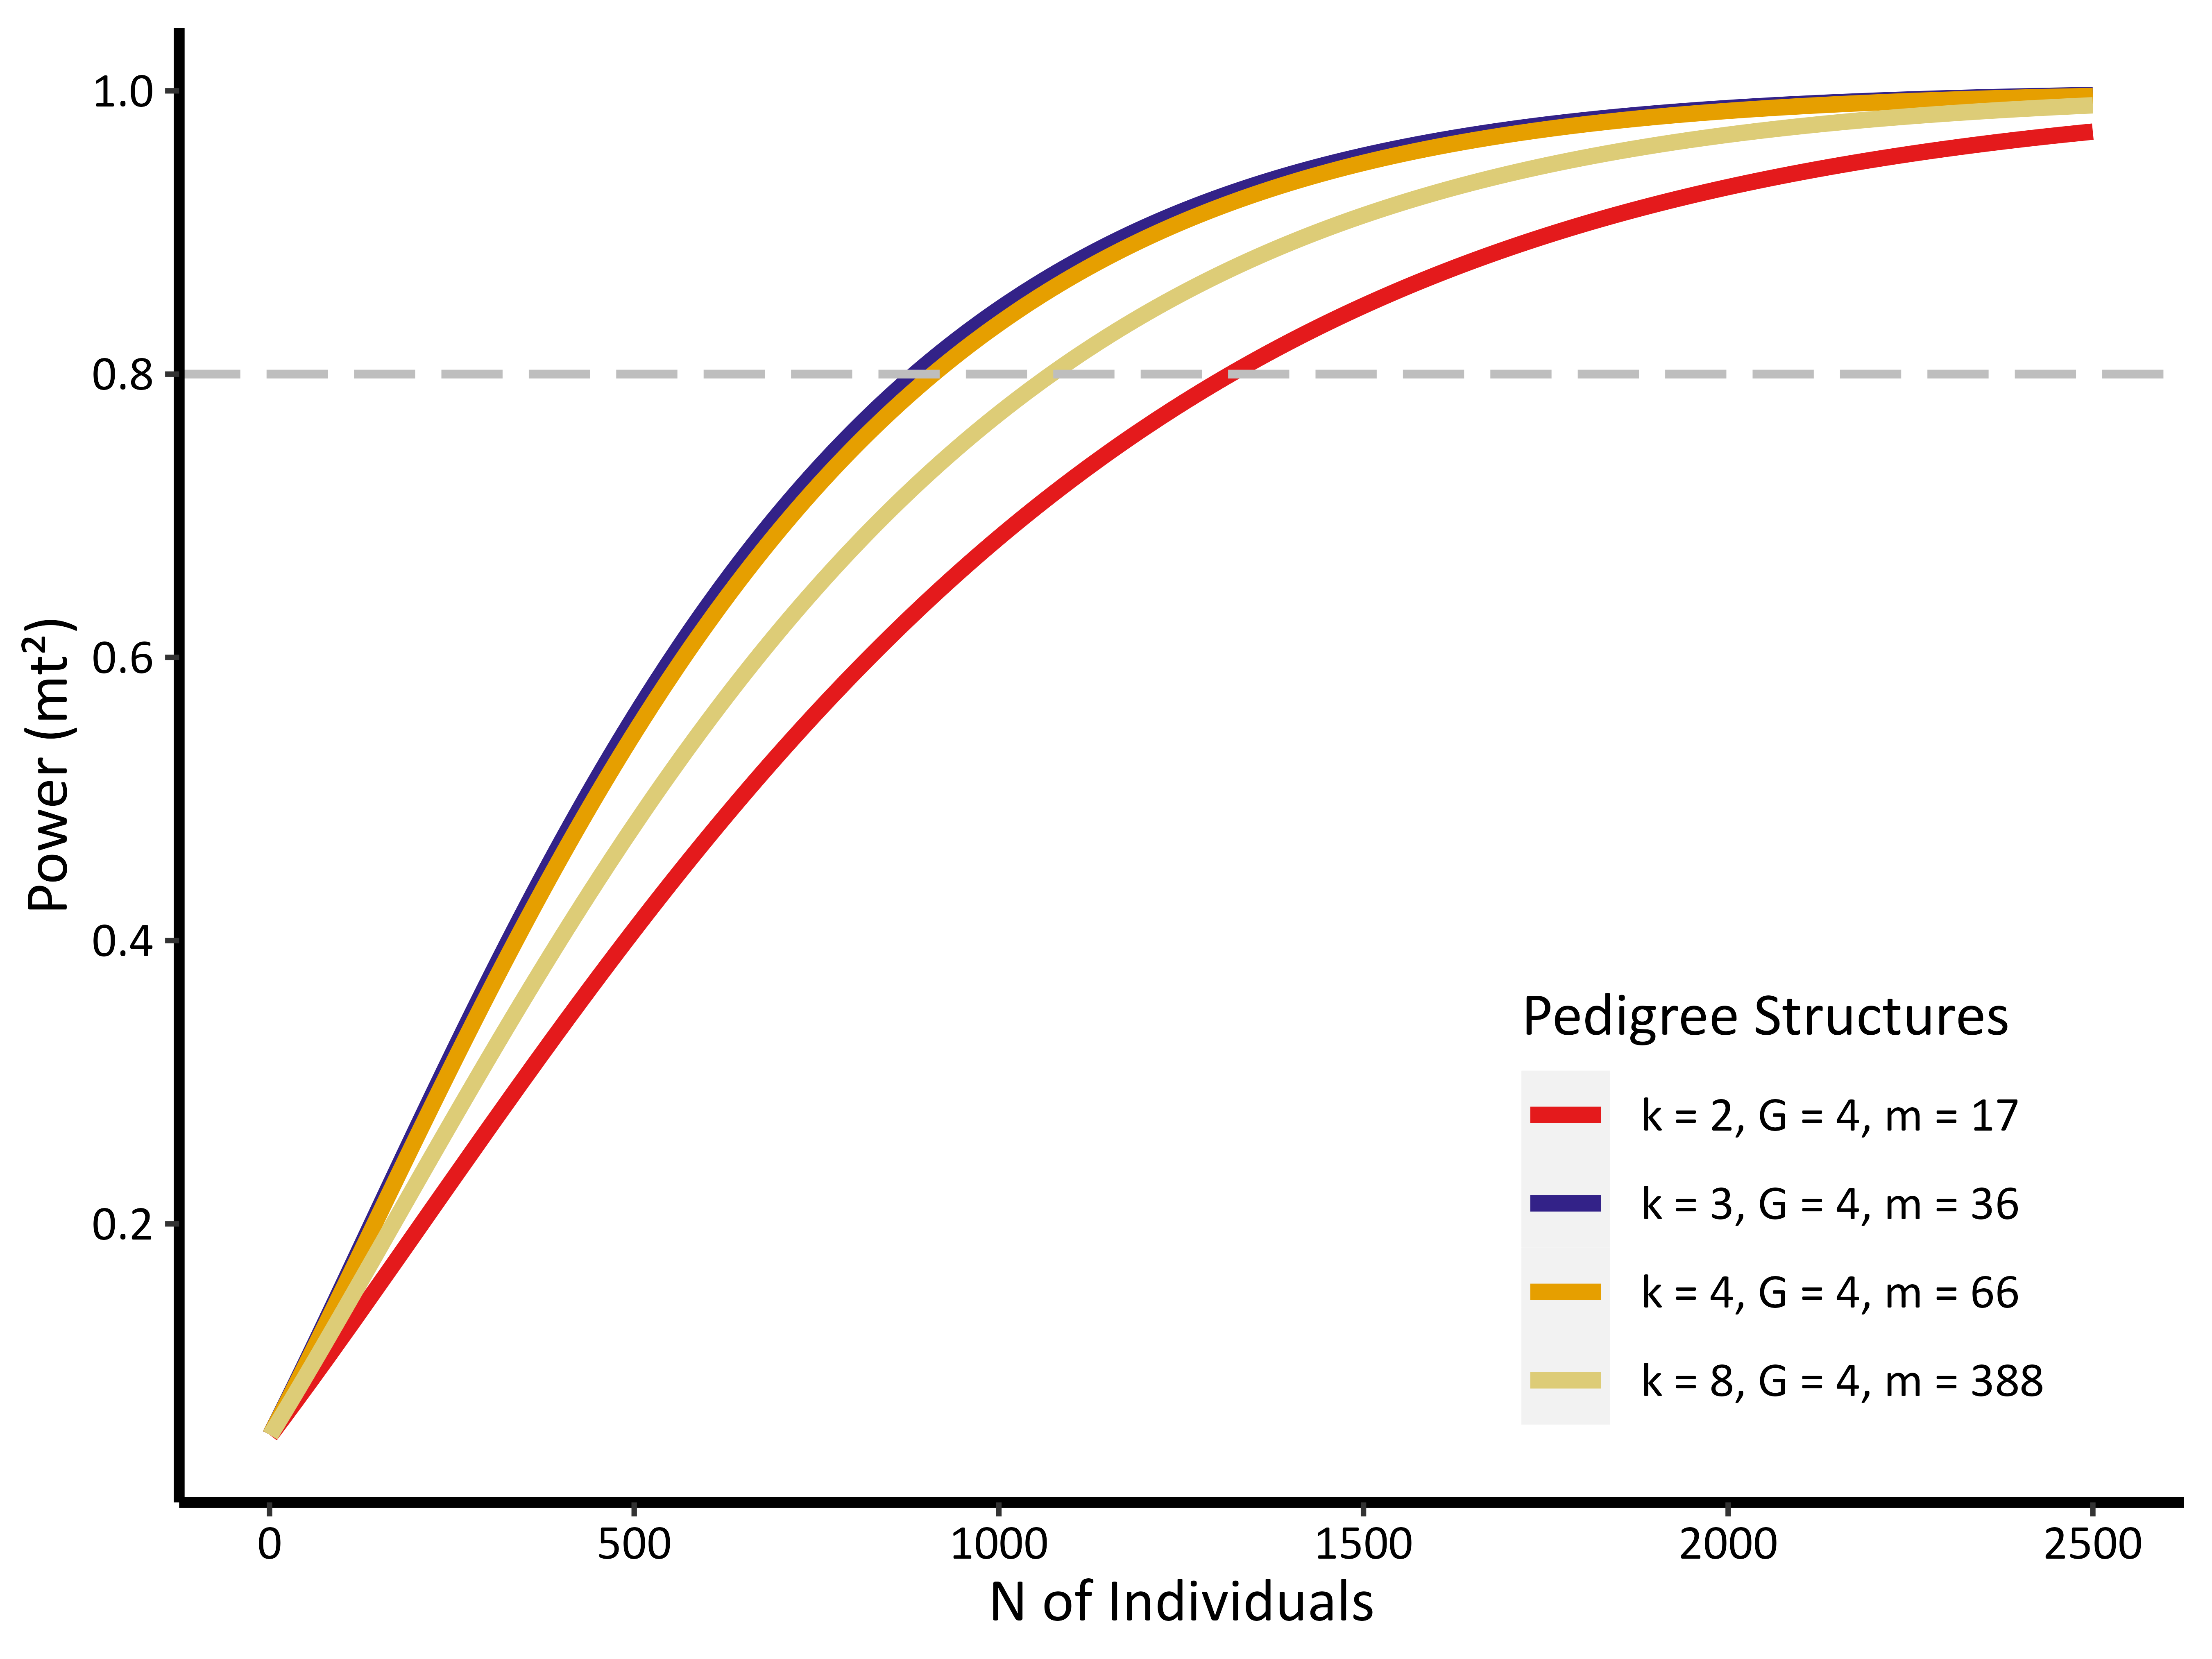 1.0
0.8
0.6
0.4
0.2
Power (mt²)
0
500
1000
1500
2000
2500
N of Individuals
Pedigree Structures
k = 2, G = 4, m = 17
k = 3, G = 4, m = 36
k = 4, G = 4, m = 66
k = 8, G = 4, m = 388